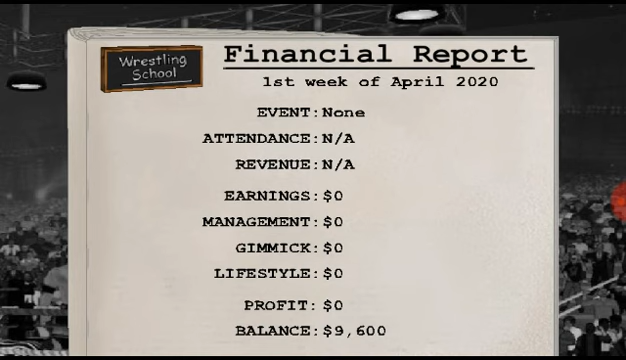 Wrestling
School
Financial Report
1st week of April 2020
EVENT: None
ATTENDANCE: N/A
REVENUE: N/A
EARNINGS: $0
MANAGEMENT: $0
GIMMICK: $0
LIFESTYLE: $0
PROFIT: $0
BALANCE: $9,600